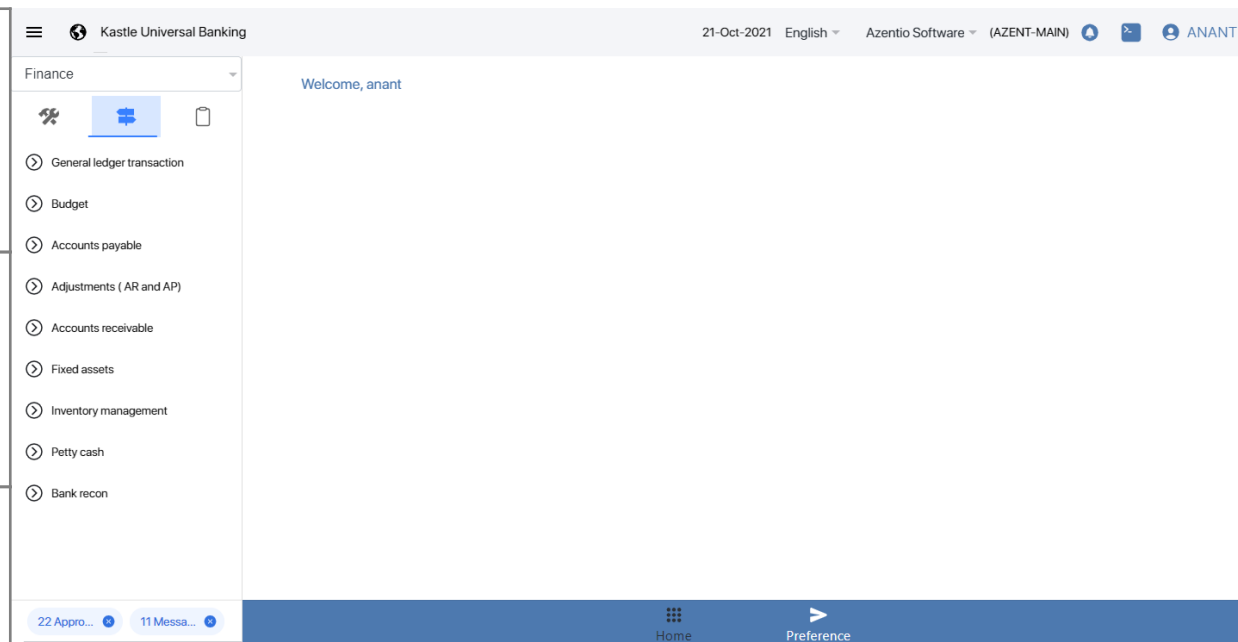 Kastle Universal Banking 21-Oct-2021 English Azentio Software (AZENT-MAIN) ANANT
Finance
Welcome, anant
General ledger transaction
Budget
Accounts payable
Adjustments ( AR and AP)
Accounts receivable
Fixed assets
Inventory management
Petty cash
Bank recon
22 Appro... 11 Messa...
Home Preference